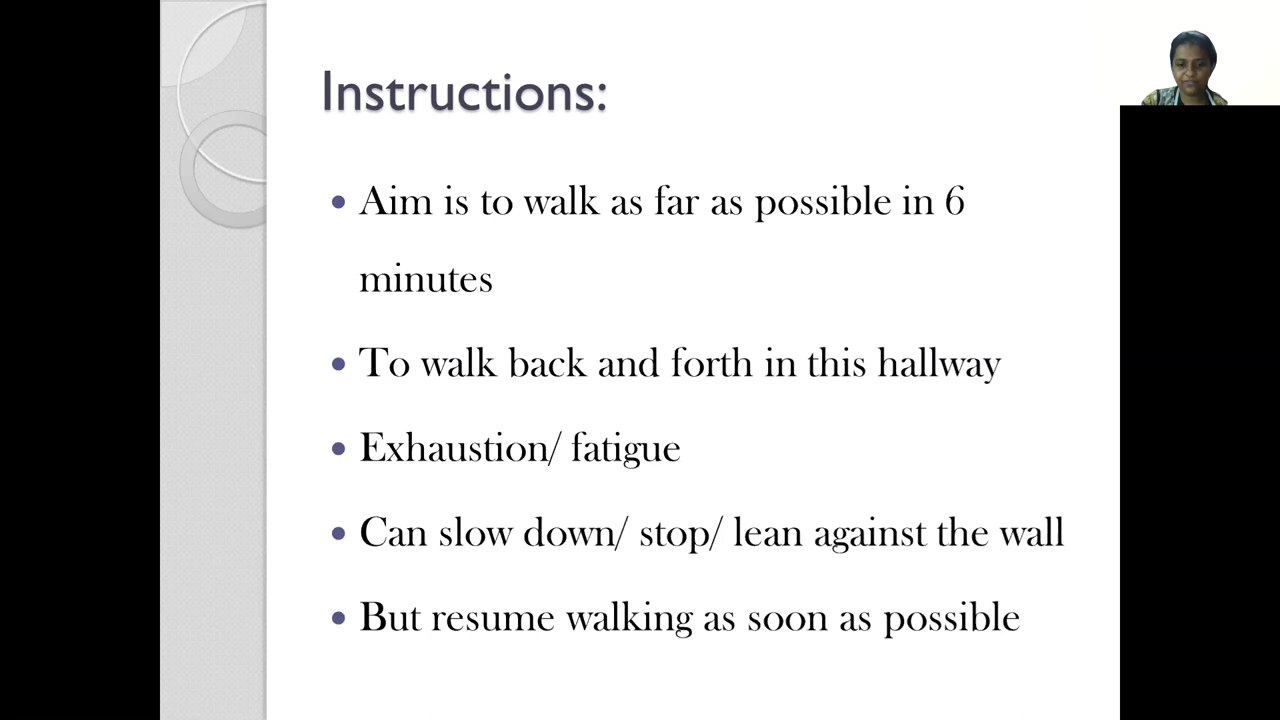 Instructions:
• Aim is to walk as far as possible in 6
minutes
• To walk back and forth in this hallway
• Exhaustion/ fatigue
• Can slow down/ stop/ lean against the wall
• But resume walking as soon as possible